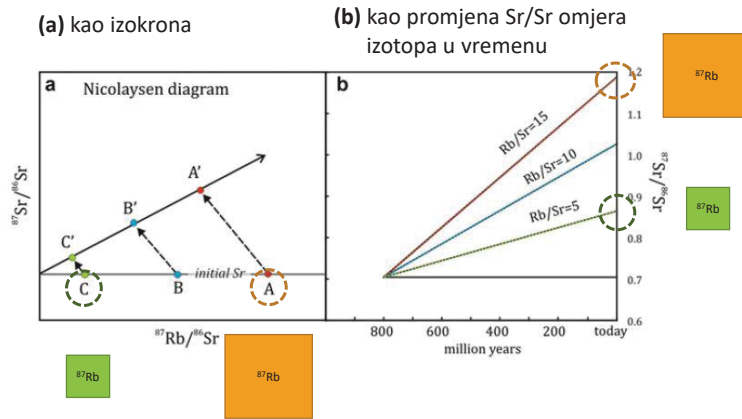 (a) kao izokrona
(b) kao promjena Sr/Sr omjera
izotopa u vremenu
a
Nicolaysen diagram
⁸⁷Sr/⁸⁶Sr
A'
B'
C'
initial Sr
C
B
A
⁸⁷Rb/⁸⁶Sr
⁸⁷Rb
⁸⁷Rb
b
Rb/Sr=15
Rb/Sr=10
Rb/Sr=5
1.2
1.1
1.0
0.9
0.8
0.7
0.6
⁸⁷Sr/⁸⁶Sr
800
600
400
200
today
million years
⁸⁷Rb
⁸⁷Rb